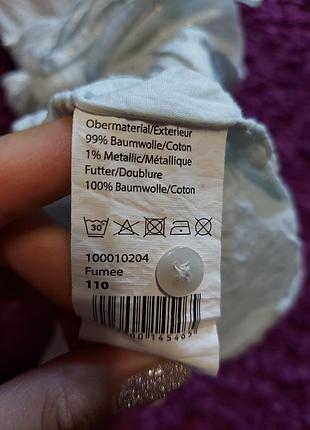 Obermaterial/Exterieur
99% Baumwolle/Coton
1% Metallic/Métallique
Futter/Doublure
100% Baumwolle/Coton
30°
100010204
Fumee
110